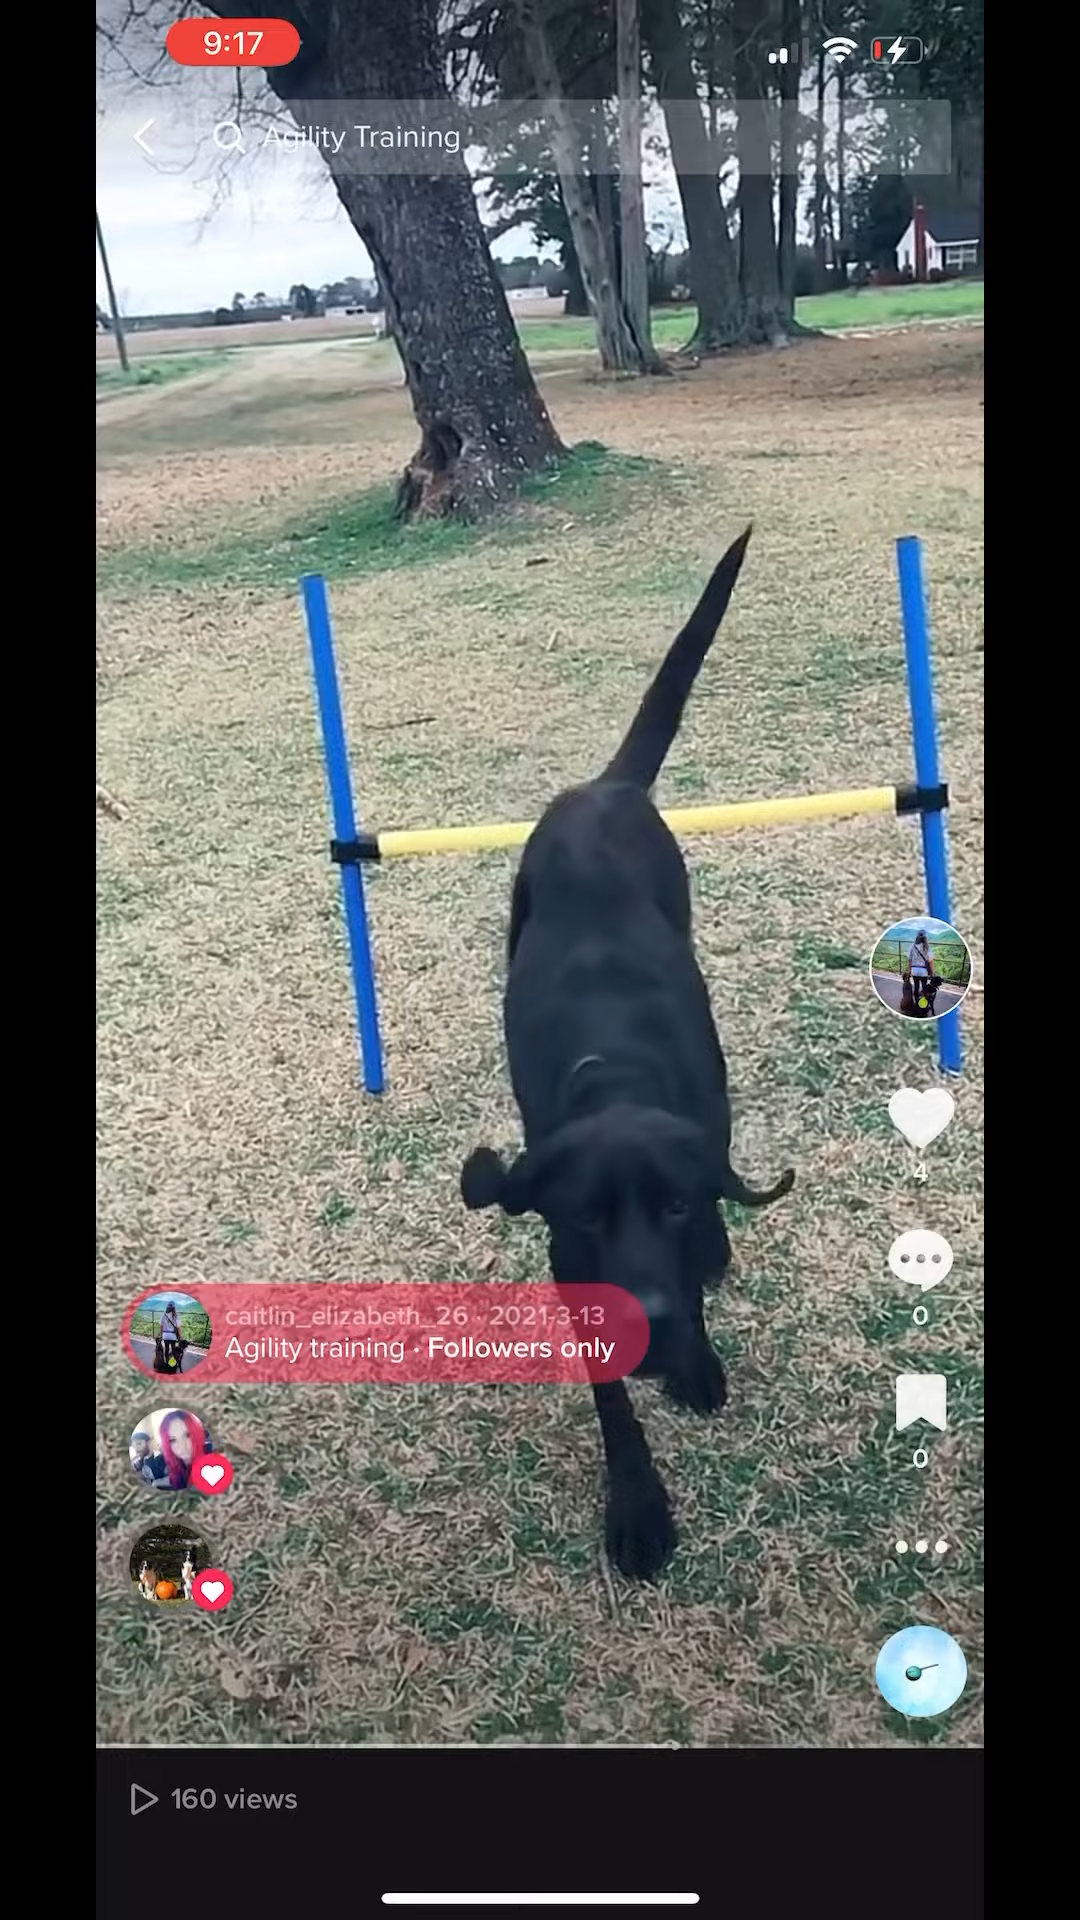 9:17
Agility Training
4
0
0
caitlin_elizabeth_26 · 2021-3-13
Agility training · Followers only
160 views